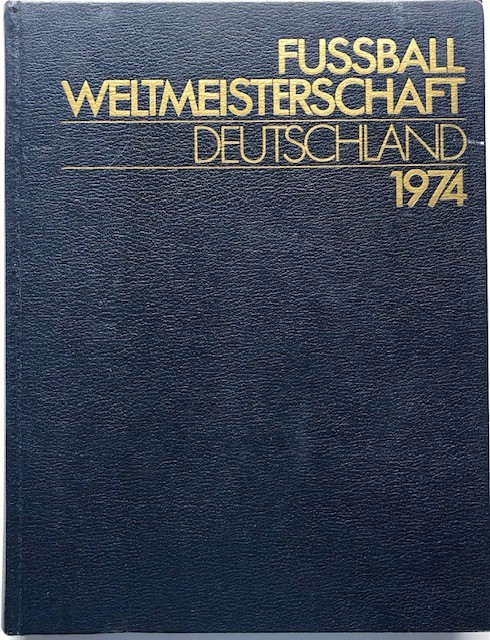 FUSSBALL
WELTMEISTERSCHAFT
DEUTSCHLAND
1974